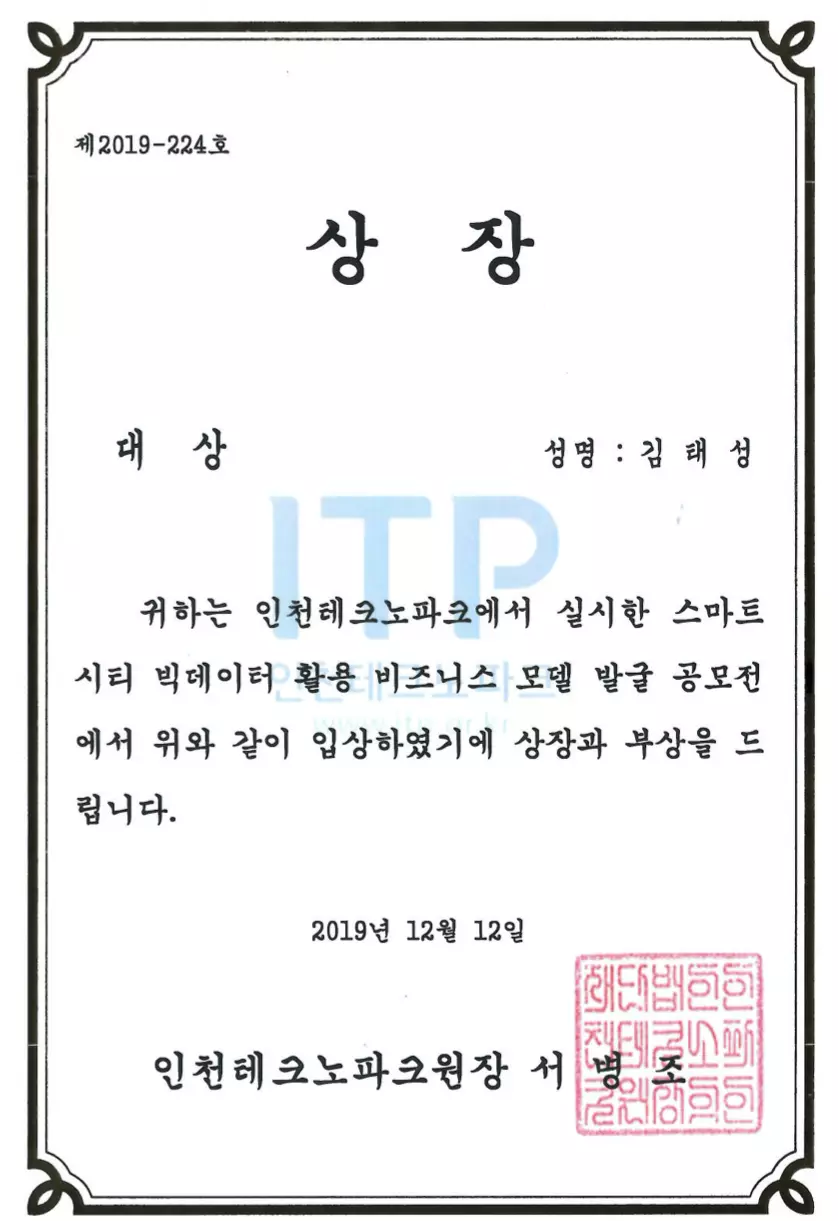 제2019-224호
상 장
대 상
성명 : 김 태 성
ITP
인천테크노파크
귀하는 인천테크노파크에서 실시한 스마트
시티 빅데이터 활용 비즈니스 모델 발굴 공모전
에서 위와 같이 입상하였기에 상장과 부상을 드
립니다.
2019년 12월 12일
인천테크노파크원장 서 병 조